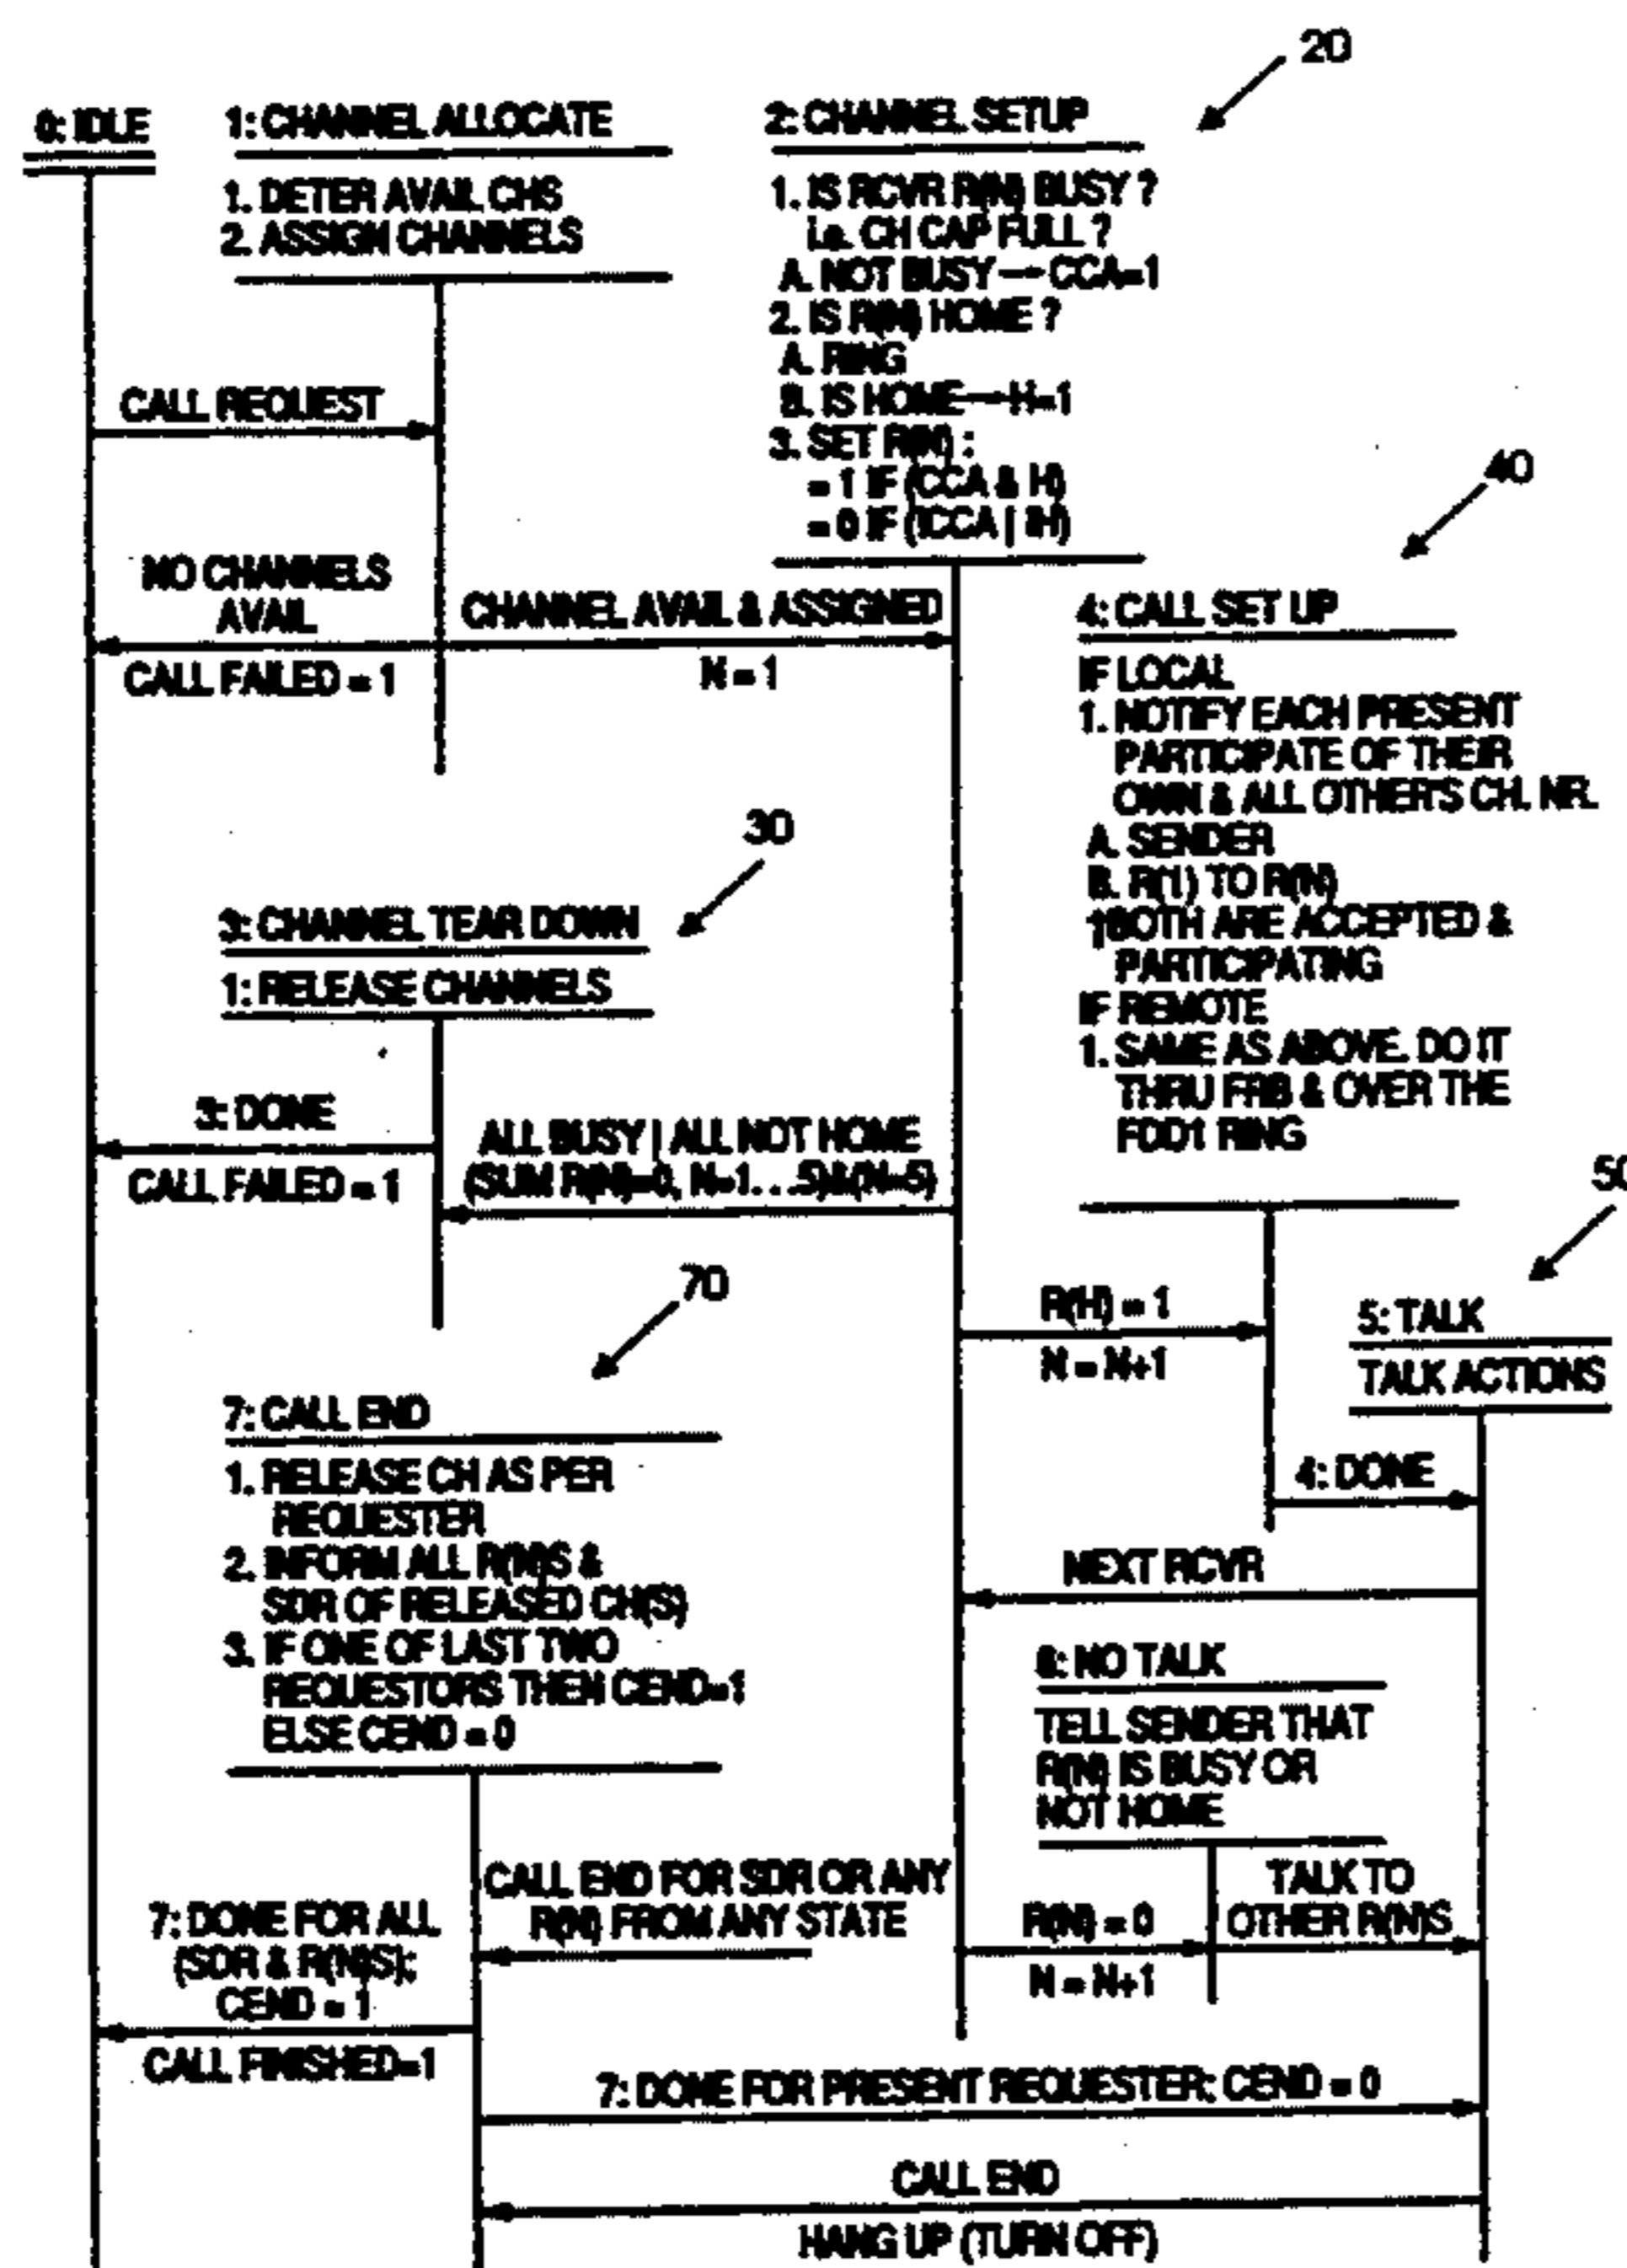 20
0: IDLE
1: CHANNEL ALLOCATE
1. DETER AVAIL CHS
2. ASSIGN CHANNELS
2: CHANNEL SETUP
1. IS RCVR R(N) BUSY ?
i.e. CH CAP FULL ?
A. NOT BUSY → CCA=1
2. IS R(N) HOME ?
A. RING
B. IS HOME → H=1
3. SET R(N) :
= 1 IF (CCA & H)
= 0 IF (!CCA | !H)
CALL REQUEST
NO CHANNELS
AVAIL
CALL FAILED = 1
CHANNEL AVAIL & ASSIGNED
N = 1
40
4: CALL SET UP
IF LOCAL
1. NOTIFY EACH PRESENT
PARTICIPATE OF THEIR
OWN & ALL OTHER'S CH. NR.
A. SENDER
B. R(1) TO R(N)
BOTH ARE ACCEPTED &
PARTICIPATING
IF REMOTE
1. SAME AS ABOVE. DO IT
THRU FRIB & OVER THE
FDD1 RING
30
3: CHANNEL TEAR DOWN
1: RELEASE CHANNELS
3: DONE
CALL FAILED = 1
ALL BUSY | ALL NOT HOME
(SUM R(N)=0, N=1...5)&(N=5)
50
R(H) = 1
N = N+1
5: TALK
TALK ACTIONS
4: DONE
NEXT RCVR
70
7: CALL END
1. RELEASE CH AS PER
REQUESTER
2. INFORM ALL R(N)S &
SDR OF RELEASED CH(S)
3. IF ONE OF LAST TWO
REQUESTORS THEN CEND=1
ELSE CEND = 0
6: NO TALK
TELL SENDER THAT
R(N) IS BUSY OR
NOT HOME
CALL END FOR SDR OR ANY
R(N) FROM ANY STATE
R(N) = 0
N = N+1
TALK TO
OTHER R(N)S
7: DONE FOR ALL
(SDR & R(N)S);
CEND = 1
CALL FINISHED=1
7: DONE FOR PRESENT REQUESTER; CEND = 0
CALL END
HANG UP (TURN OFF)